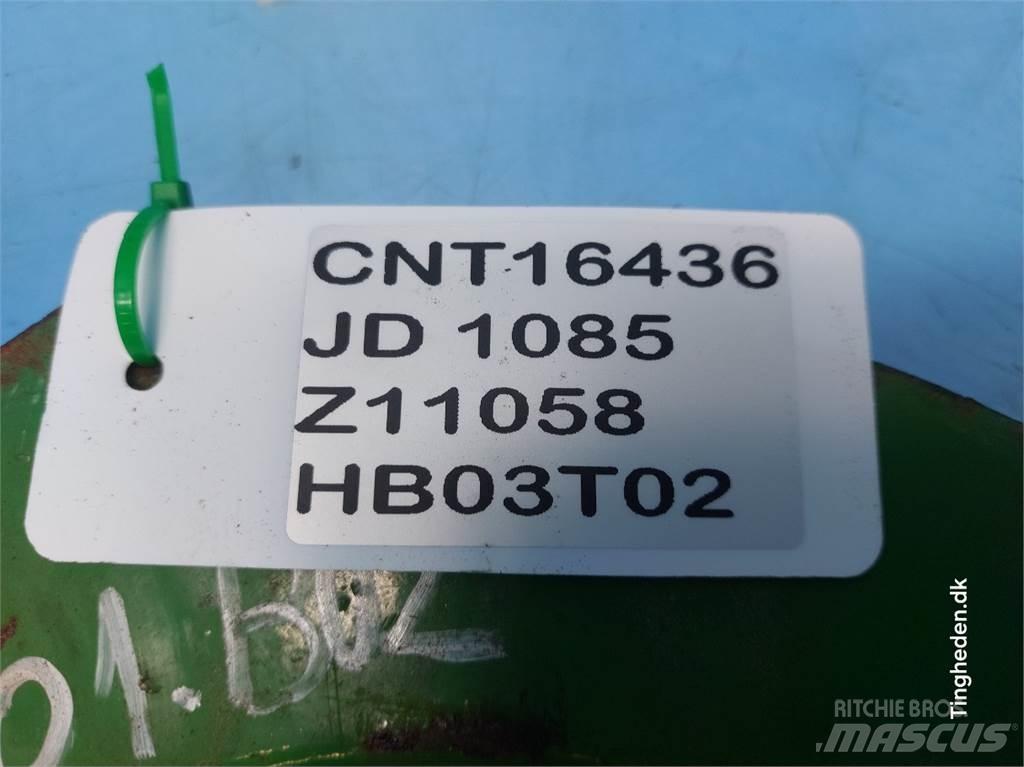 CNT16436
JD 1085
Z11058
HB03T02
Tingheden.dk
RITCHIE BROS
MASCUS